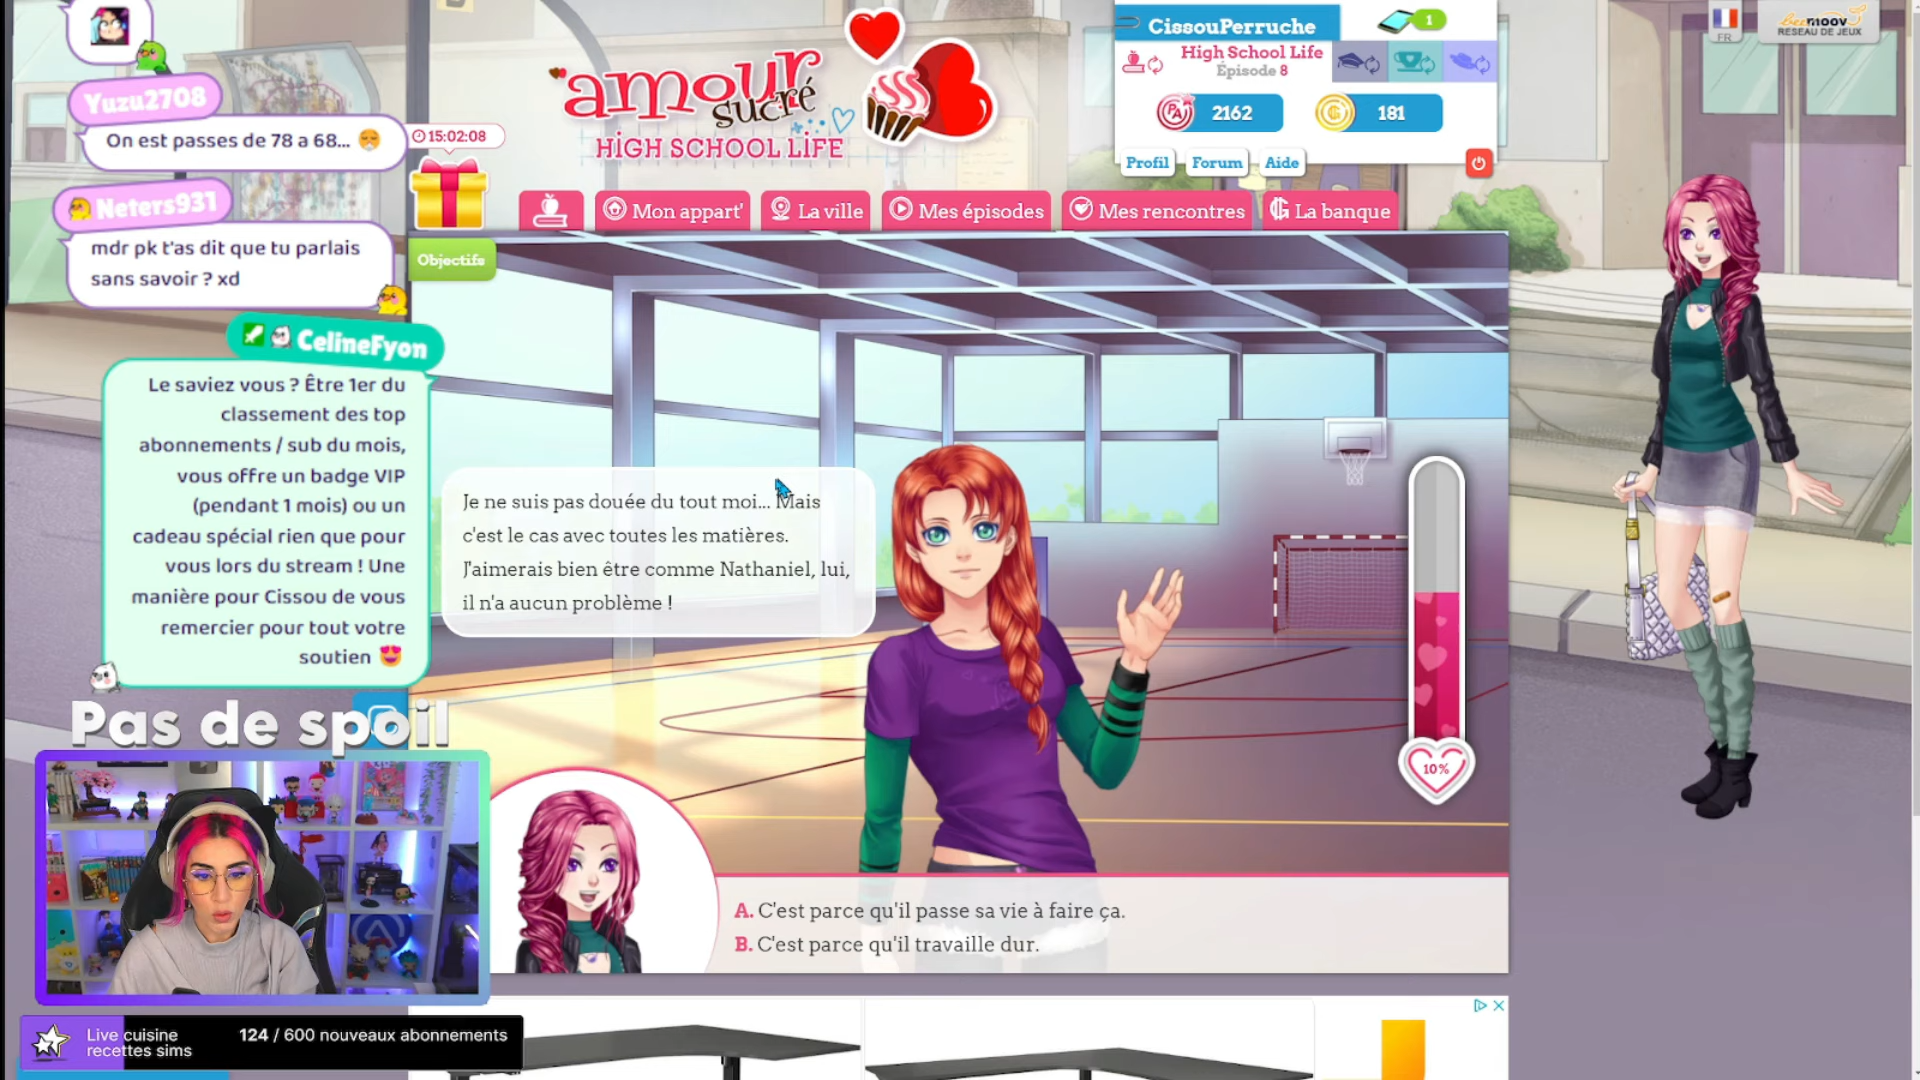 Yuzu2708
On est passes de 78 a 68...
Neters931
mdr pk t'as dit que tu parlais
sans savoir ? xd
CelineFyon
Le saviez vous ? Être 1er du
classement des top
abonnements / sub du mois,
vous offre un badge VIP
(pendant 1 mois) ou un
cadeau spécial rien que pour
vous lors du stream ! Une
manière pour Cissou de vous
remercier pour tout votre
soutien
Pas de spoil
Live cuisine
recettes sims
124 / 600 nouveaux abonnements
15:02:08
Objectifs
amour
sucré
HIGH SCHOOL LIFE
CissouPerruche
1
High School Life
Épisode 8
PA
2162
181
Profil
Forum
Aide
FR
Beemoov
RESEAU DE JEUX
Mon appart'
La ville
Mes épisodes
Mes rencontres
La banque
Je ne suis pas douée du tout moi... Mais
c'est le cas avec toutes les matières.
J'aimerais bien être comme Nathaniel, lui,
il n'a aucun problème !
10%
A. C'est parce qu'il passe sa vie à faire ça.
B. C'est parce qu'il travaille dur.